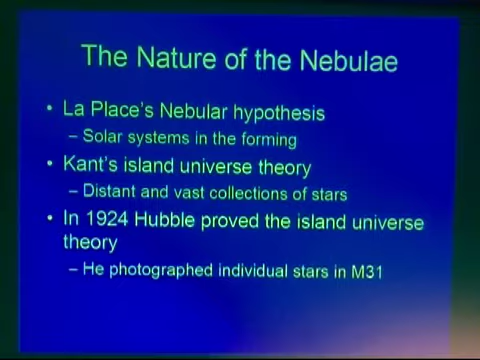 The Nature of the Nebulae
• La Place's Nebular hypothesis
– Solar systems in the forming
• Kant's island universe theory
– Distant and vast collections of stars
• In 1924 Hubble proved the island universe
theory
– He photographed individual stars in M31